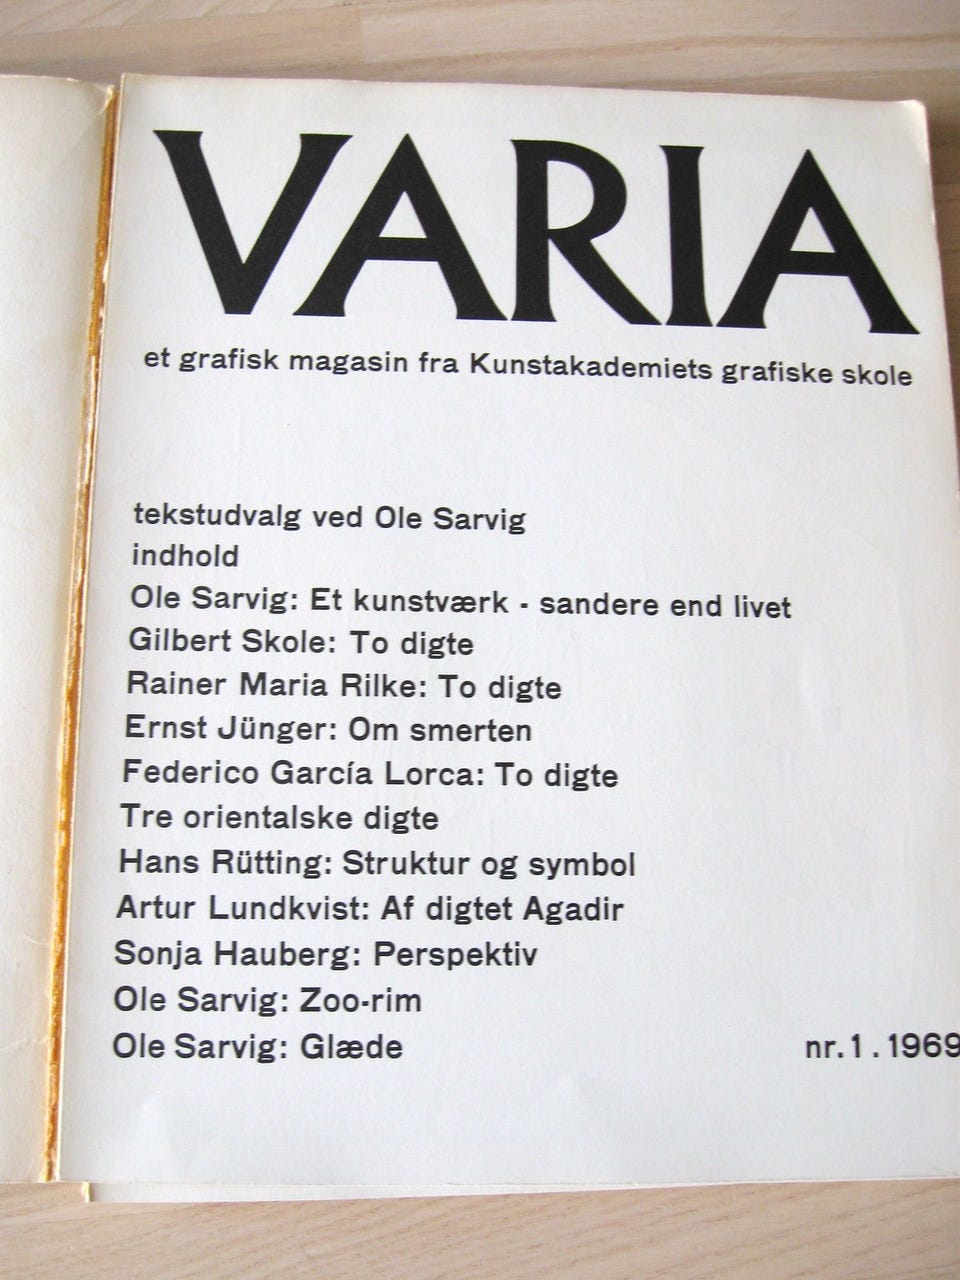 VARIA
et grafisk magasin fra Kunstakademiets grafiske skole
tekstudvalg ved Ole Sarvig
indhold
Ole Sarvig: Et kunstværk - sandere end livet
Gilbert Skole: To digte
Rainer Maria Rilke: To digte
Ernst Jünger: Om smerten
Federico García Lorca: To digte
Tre orientalske digte
Hans Rütting: Struktur og symbol
Artur Lundkvist: Af digtet Agadir
Sonja Hauberg: Perspektiv
Ole Sarvig: Zoo-rim
Ole Sarvig: Glæde
nr. 1 . 1969